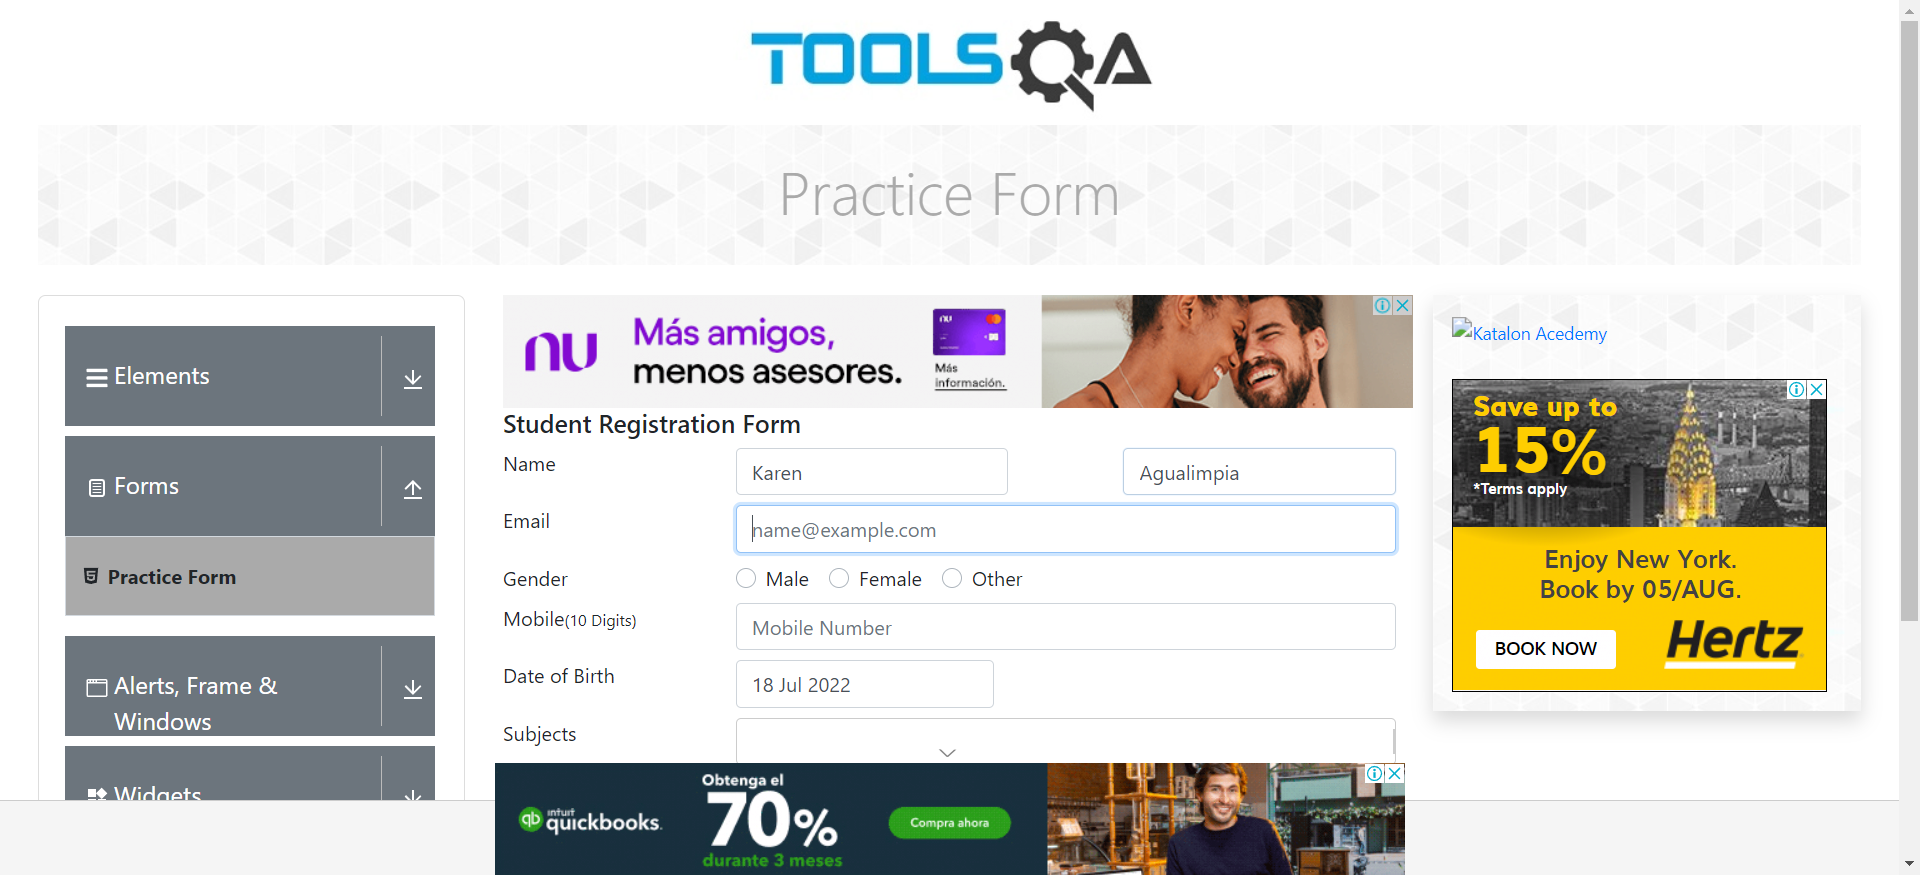 TOOLSQA
Practice Form
Elements
Forms
Practice Form
Alerts, Frame &
Windows
Widgets
nu
Más amigos,
menos asesores.
nu
Más
información.
Student Registration Form
Name
Karen
Agualimpia
Email
name@example.com
Gender
Male
Female
Other
Mobile(10 Digits)
Mobile Number
Date of Birth
18 Jul 2022
Subjects
Katalon Acedemy
Save up to
15%
*Terms apply
Enjoy New York.
Book by 05/AUG.
BOOK NOW
Hertz
qb
intuit
quickbooks.
Obtenga el
70%
durante 3 meses
Compra ahora